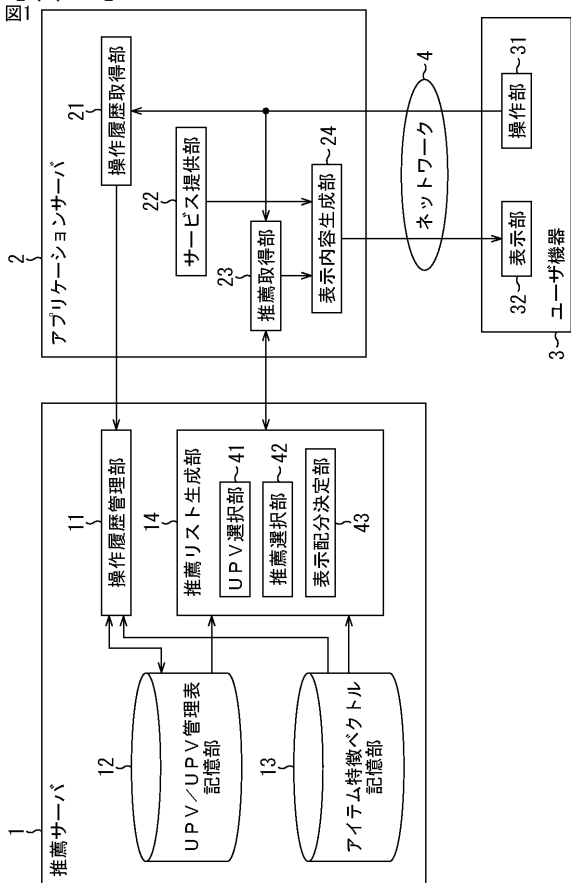 図1
1
推薦サーバ
12
UPV／UPV管理表
記憶部
13
アイテム特徴ベクトル
記憶部
11
操作履歴管理部
14
推薦リスト生成部
UPV選択部
41
推薦選択部
42
表示配分決定部
43
2
アプリケーションサーバ
21
操作履歴取得部
22
サービス提供部
23
推薦取得部
24
表示内容生成部
4
ネットワーク
31
操作部
表示部
32
3
ユーザ機器